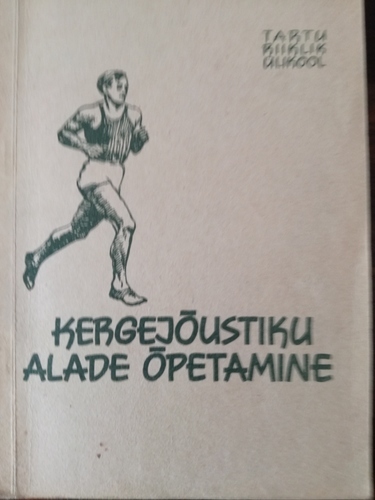 TARTU
RIIKLIK
ÜLIKOOL
KERGEJÕUSTIKU
ALADE ÕPETAMINE